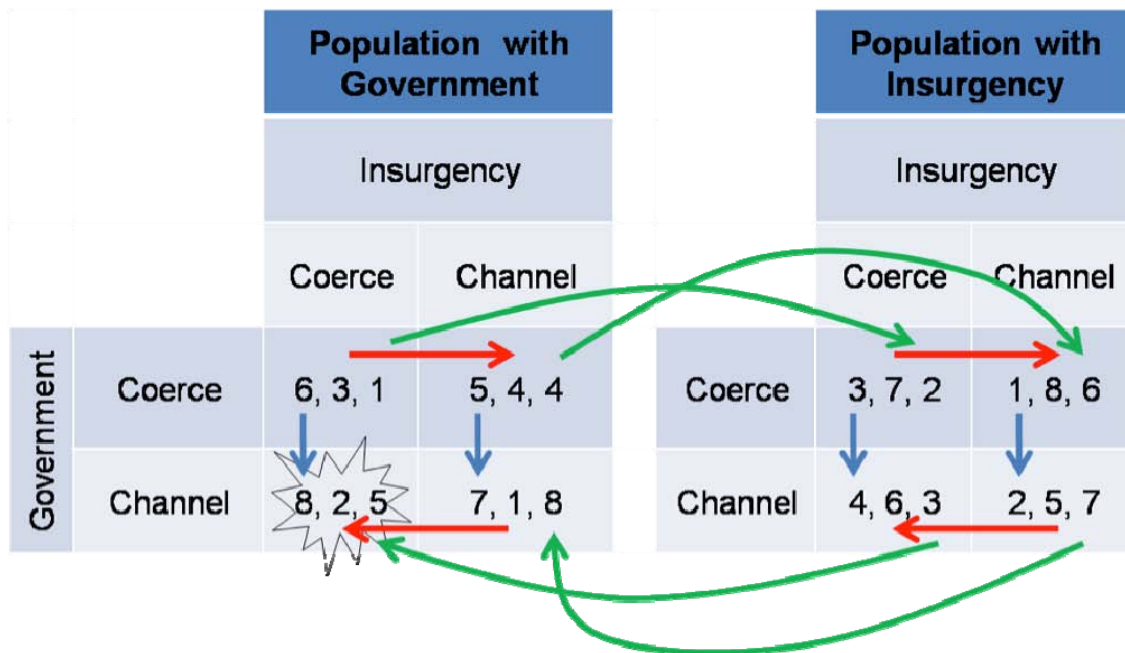 Population with
Government
Population with
Insurgency
Insurgency
Insurgency
Coerce
Channel
Coerce
Channel
Government
Coerce
6, 3, 1
5, 4, 4
Coerce
3, 7, 2
1, 8, 6
Channel
8, 2, 5
7, 1, 8
Channel
4, 6, 3
2, 5, 7